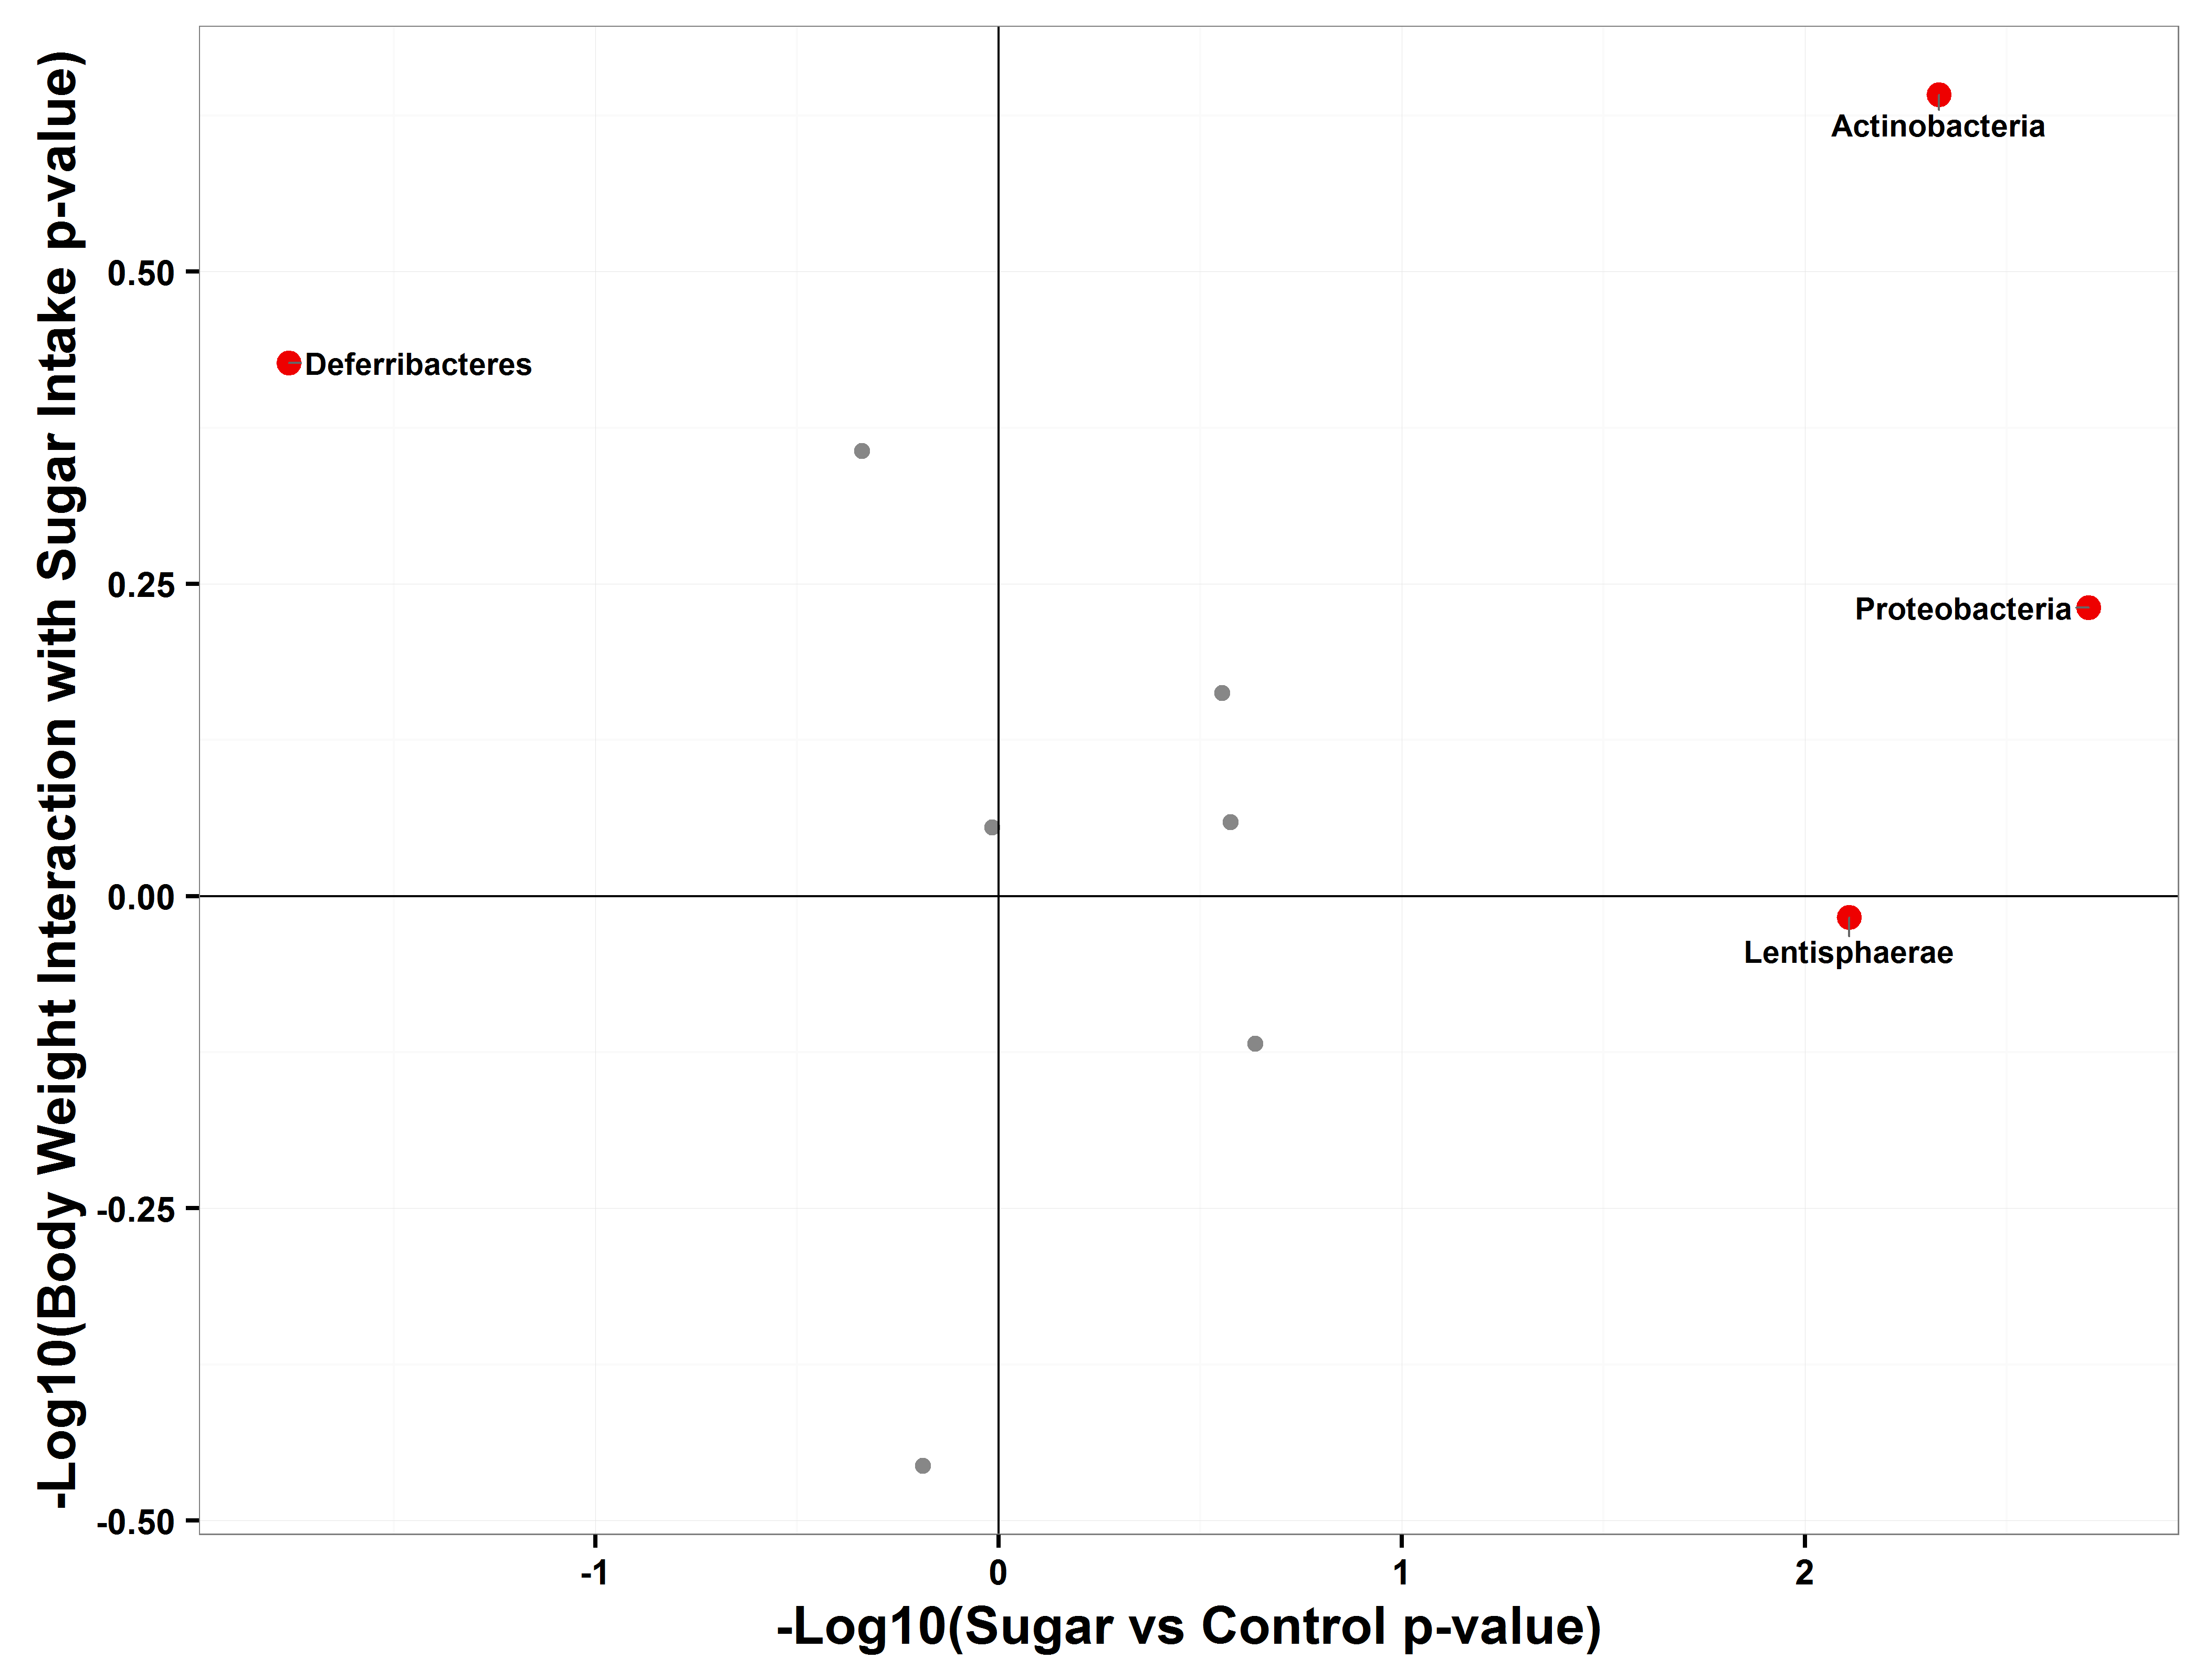 -Log10(Body Weight Interaction with Sugar Intake p-value)
Actinobacteria
0.50
Deferribacteres
0.25
Proteobacteria
0.00
Lentisphaerae
-0.25
-0.50
-1
0
1
2
-Log10(Sugar vs Control p-value)